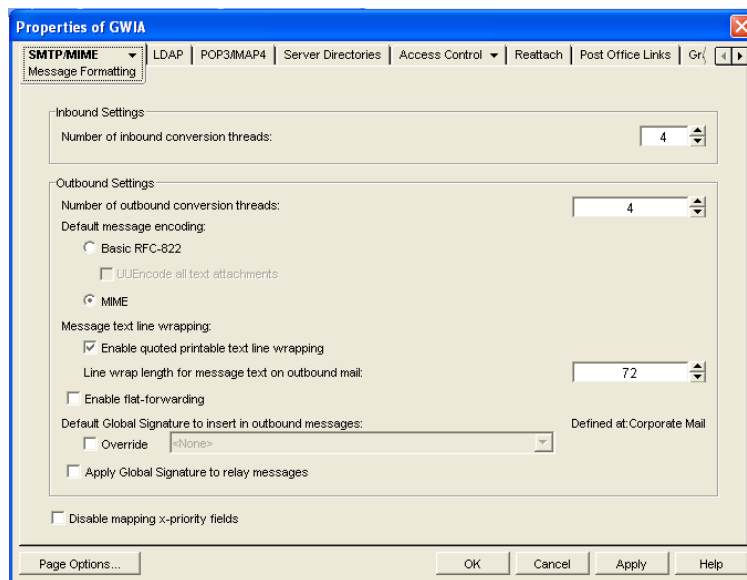 Properties of GWIA
SMTP/MIME LDAP POP3/IMAP4 Server Directories Access Control Reattach Post Office Links
Message Formatting
Inbound Settings
Number of inbound conversion threads: 4
Outbound Settings
Number of outbound conversion threads: 4
Default message encoding:
Basic RFC-822
UUEncode all text attachments
MIME
Message text line wrapping:
Enable quoted printable text line wrapping
Line wrap length for message text on outbound mail: 72
Enable flat-forwarding
Default Global Signature to insert in outbound messages: Defined at:Corporate Mail
Override <None>
Apply Global Signature to relay messages
Disable mapping x-priority fields
Page Options... OK Cancel Apply Help